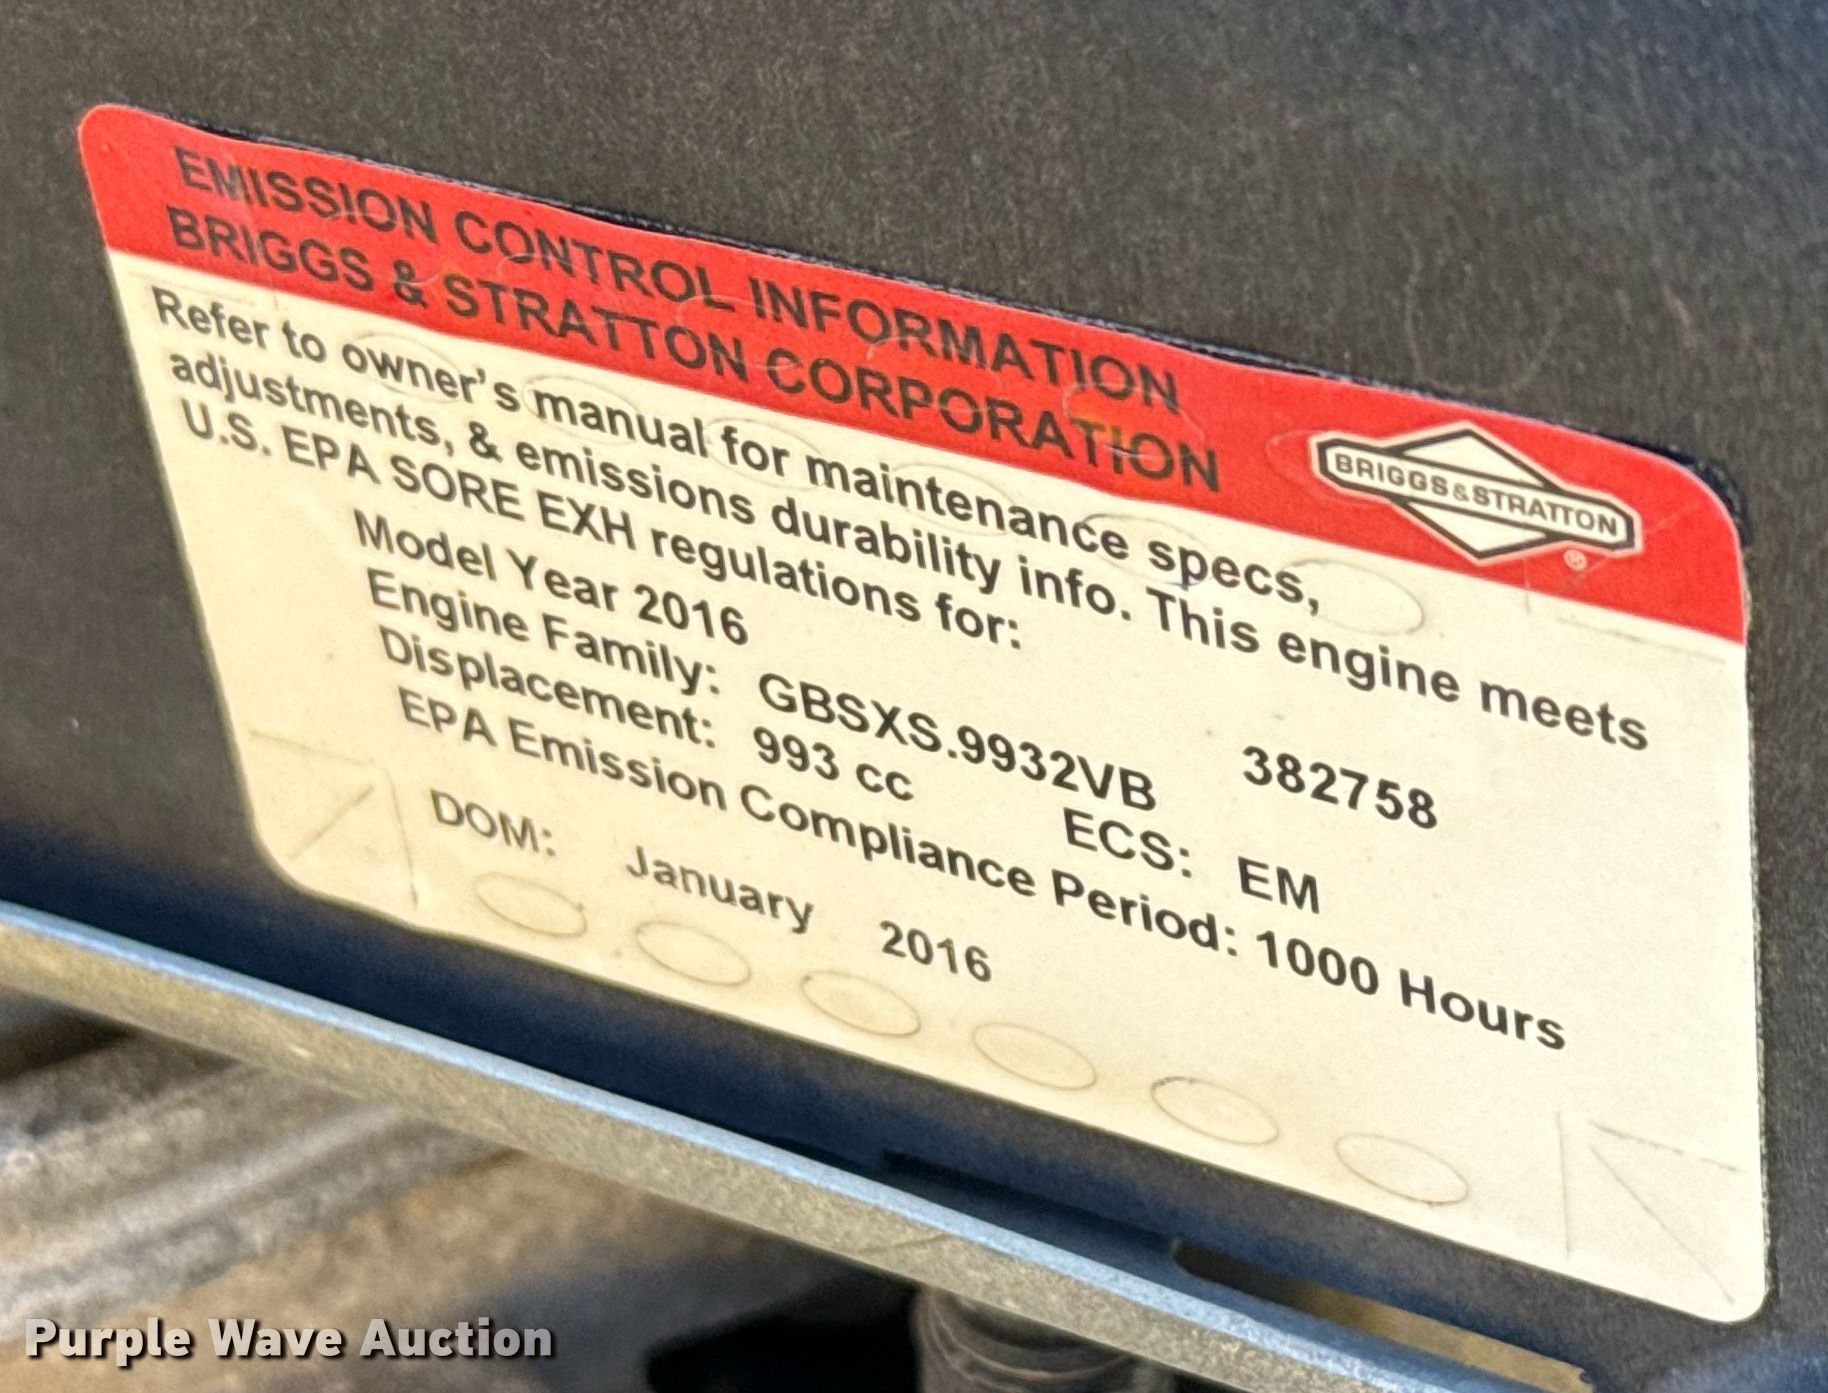 EMISSION CONTROL INFORMATION
BRIGGS & STRATTON CORPORATION
BRIGGS&STRATTON
®
Refer to owner's manual for maintenance specs,
adjustments, & emissions durability info. This engine meets
U.S. EPA SORE EXH regulations for:
Model Year 2016
Engine Family: GBSXS.9932VB 382758
Displacement: 993 cc ECS: EM
EPA Emission Compliance Period: 1000 Hours
DOM: January 2016
Purple Wave Auction